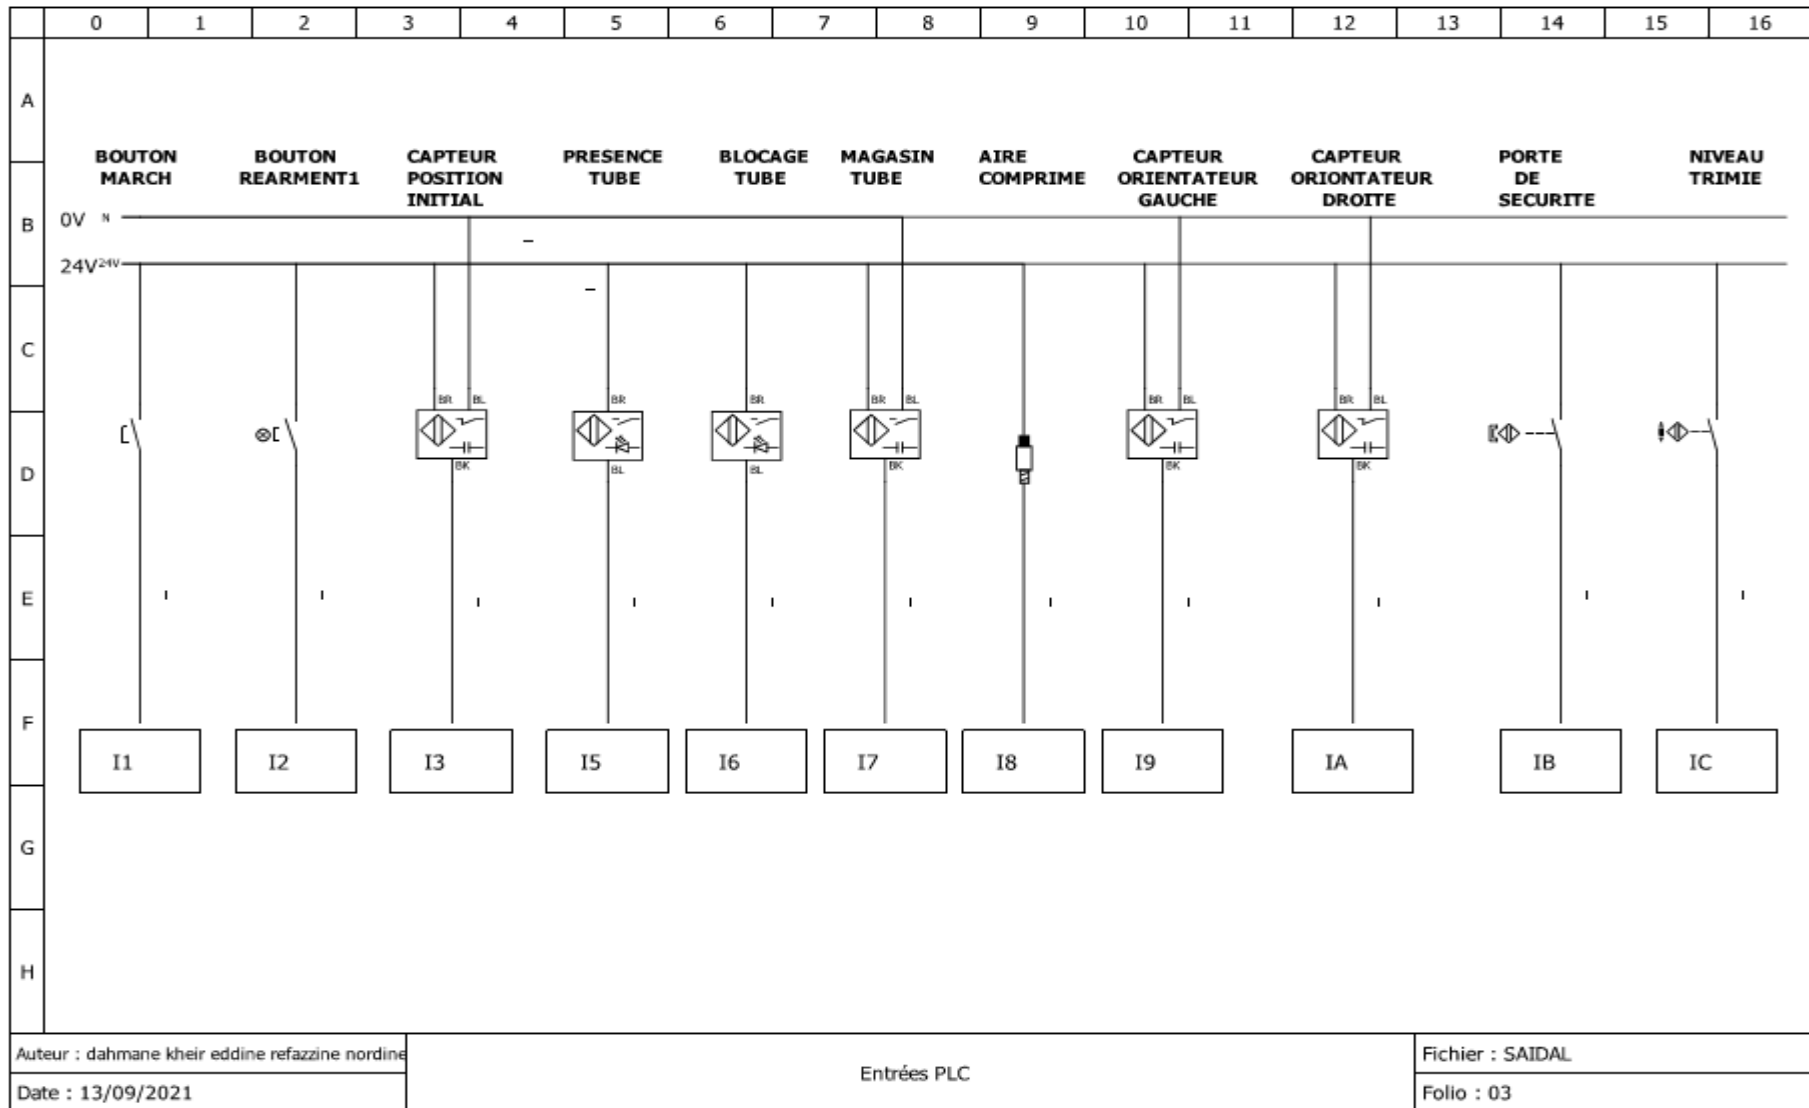 0 1 2 3 4 5 6 7 8 9 10 11 12 13 14 15 16
A
BOUTON MARCH
BOUTON REARMENT1
CAPTEUR POSITION INITIAL
PRESENCE TUBE
BLOCAGE TUBE
MAGASIN TUBE
AIRE COMPRIME
CAPTEUR ORIENTATEUR GAUCHE
CAPTEUR ORIONTATEUR DROITE
PORTE DE SECURITE
NIVEAU TRIMIE
B
0V N
24V 24V
C
BR BL BR BR BR BL BR BL BR BL
D
BK BL BL BK BK BK
E
F
I1 I2 I3 I5 I6 I7 I8 I9 IA IB IC
G
H
Auteur : dahmane kheir eddine refazzine nordine
Date : 13/09/2021
Entrées PLC
Fichier : SAIDAL
Folio : 03